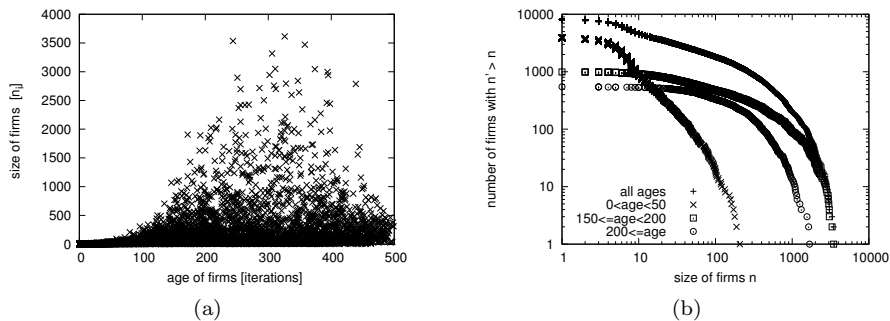 4000
3500
3000
2500
2000
1500
1000
500
0
size of firms [n_i]
0 100 200 300 400 500
age of firms [iterations]
(a)
10000
1000
100
10
1
number of firms with n' > n
all ages
0<age<50
150<=age<200
200<=age
1 10 100 1000 10000
size of firms n
(b)